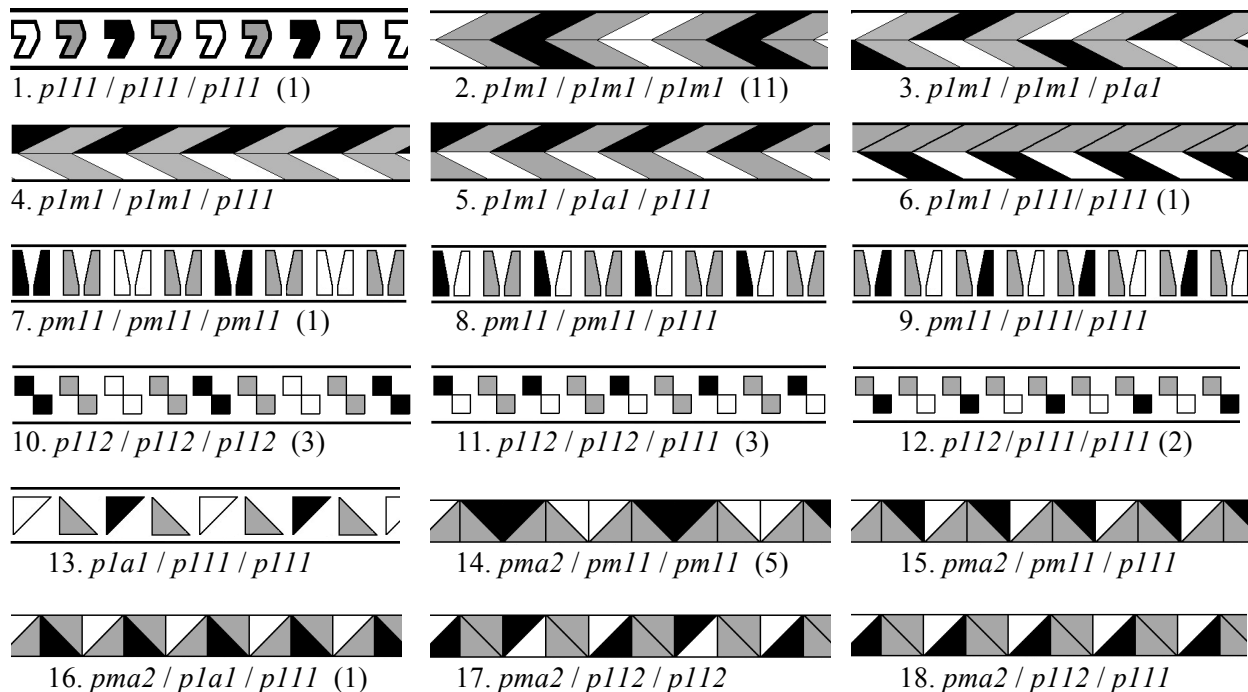 1. p111 / p111 / p111 (1)
2. p1m1 / p1m1 / p1m1 (11)
3. p1m1 / p1m1 / p1a1
4. p1m1 / p1m1 / p111
5. p1m1 / p1a1 / p111
6. p1m1 / p111/ p111 (1)
7. pm11 / pm11 / pm11 (1)
8. pm11 / pm11 / p111
9. pm11 / p111/ p111
10. p112 / p112 / p112 (3)
11. p112 / p112 / p111 (3)
12. p112/p111/p111 (2)
13. p1a1 / p111 / p111
14. pma2 / pm11 / pm11 (5)
15. pma2 / pm11 / p111
16. pma2 / p1a1 / p111 (1)
17. pma2 / p112 / p112
18. pma2 / p112 / p111